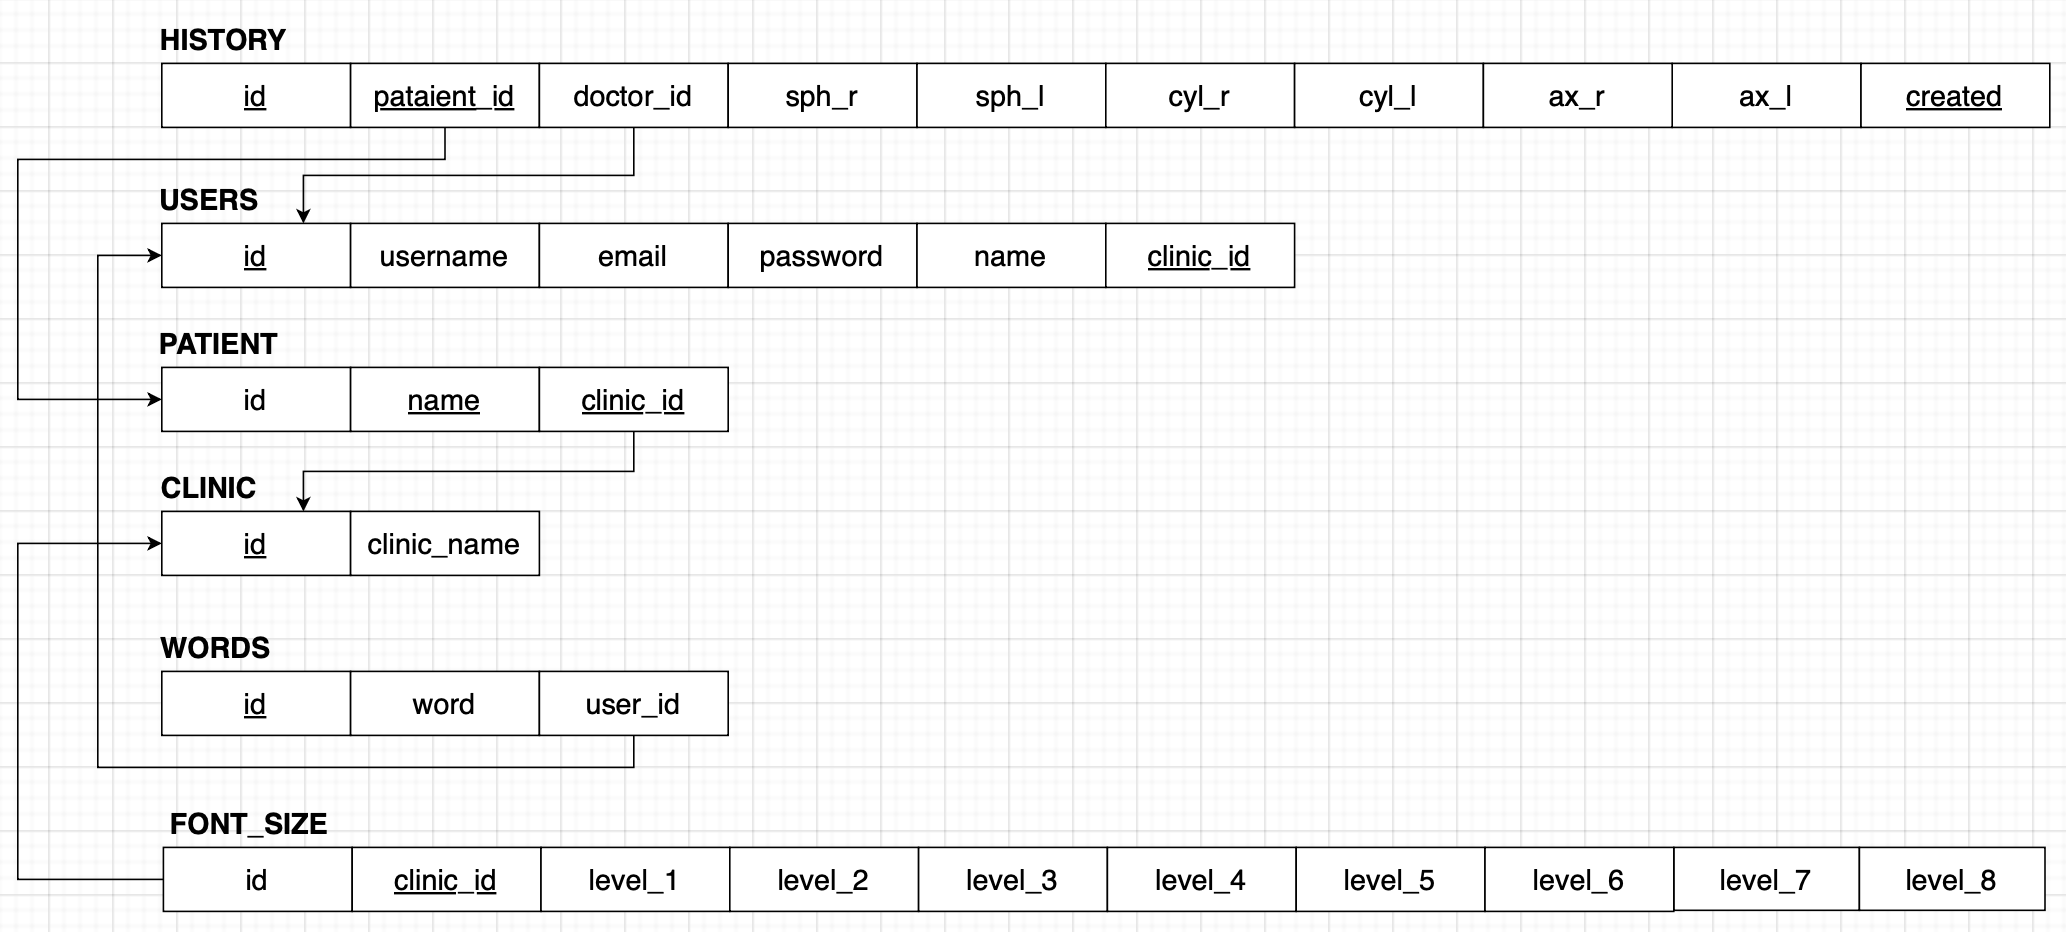 HISTORY
id pataient_id doctor_id sph_r sph_l cyl_r cyl_l ax_r ax_l created
USERS
id username email password name clinic_id
PATIENT
id name clinic_id
CLINIC
id clinic_name
WORDS
id word user_id
FONT_SIZE
id clinic_id level_1 level_2 level_3 level_4 level_5 level_6 level_7 level_8